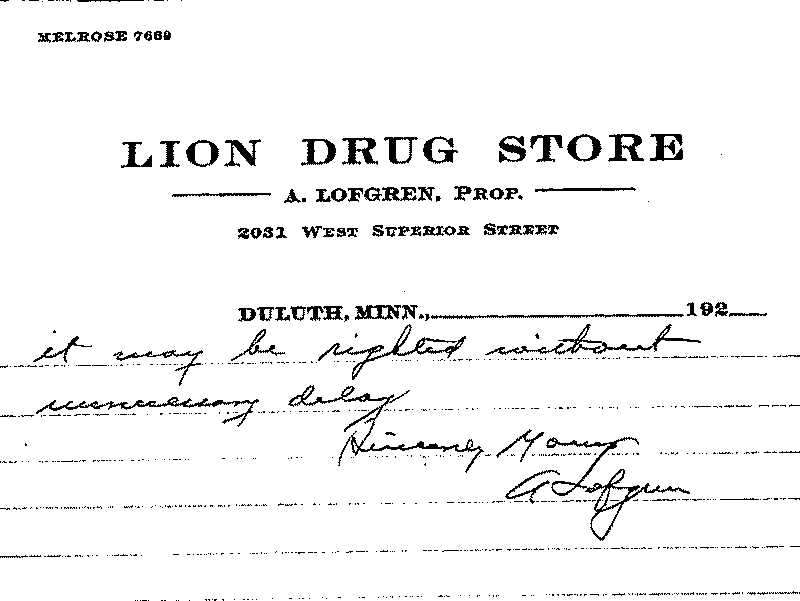 MELROSE 7669
LION DRUG STORE
A. LOFGREN, PROP.
2031 WEST SUPERIOR STREET
DULUTH, MINN., 192
it may be righted without
unnecessary delay
Sincerely Yours
A Lofgren